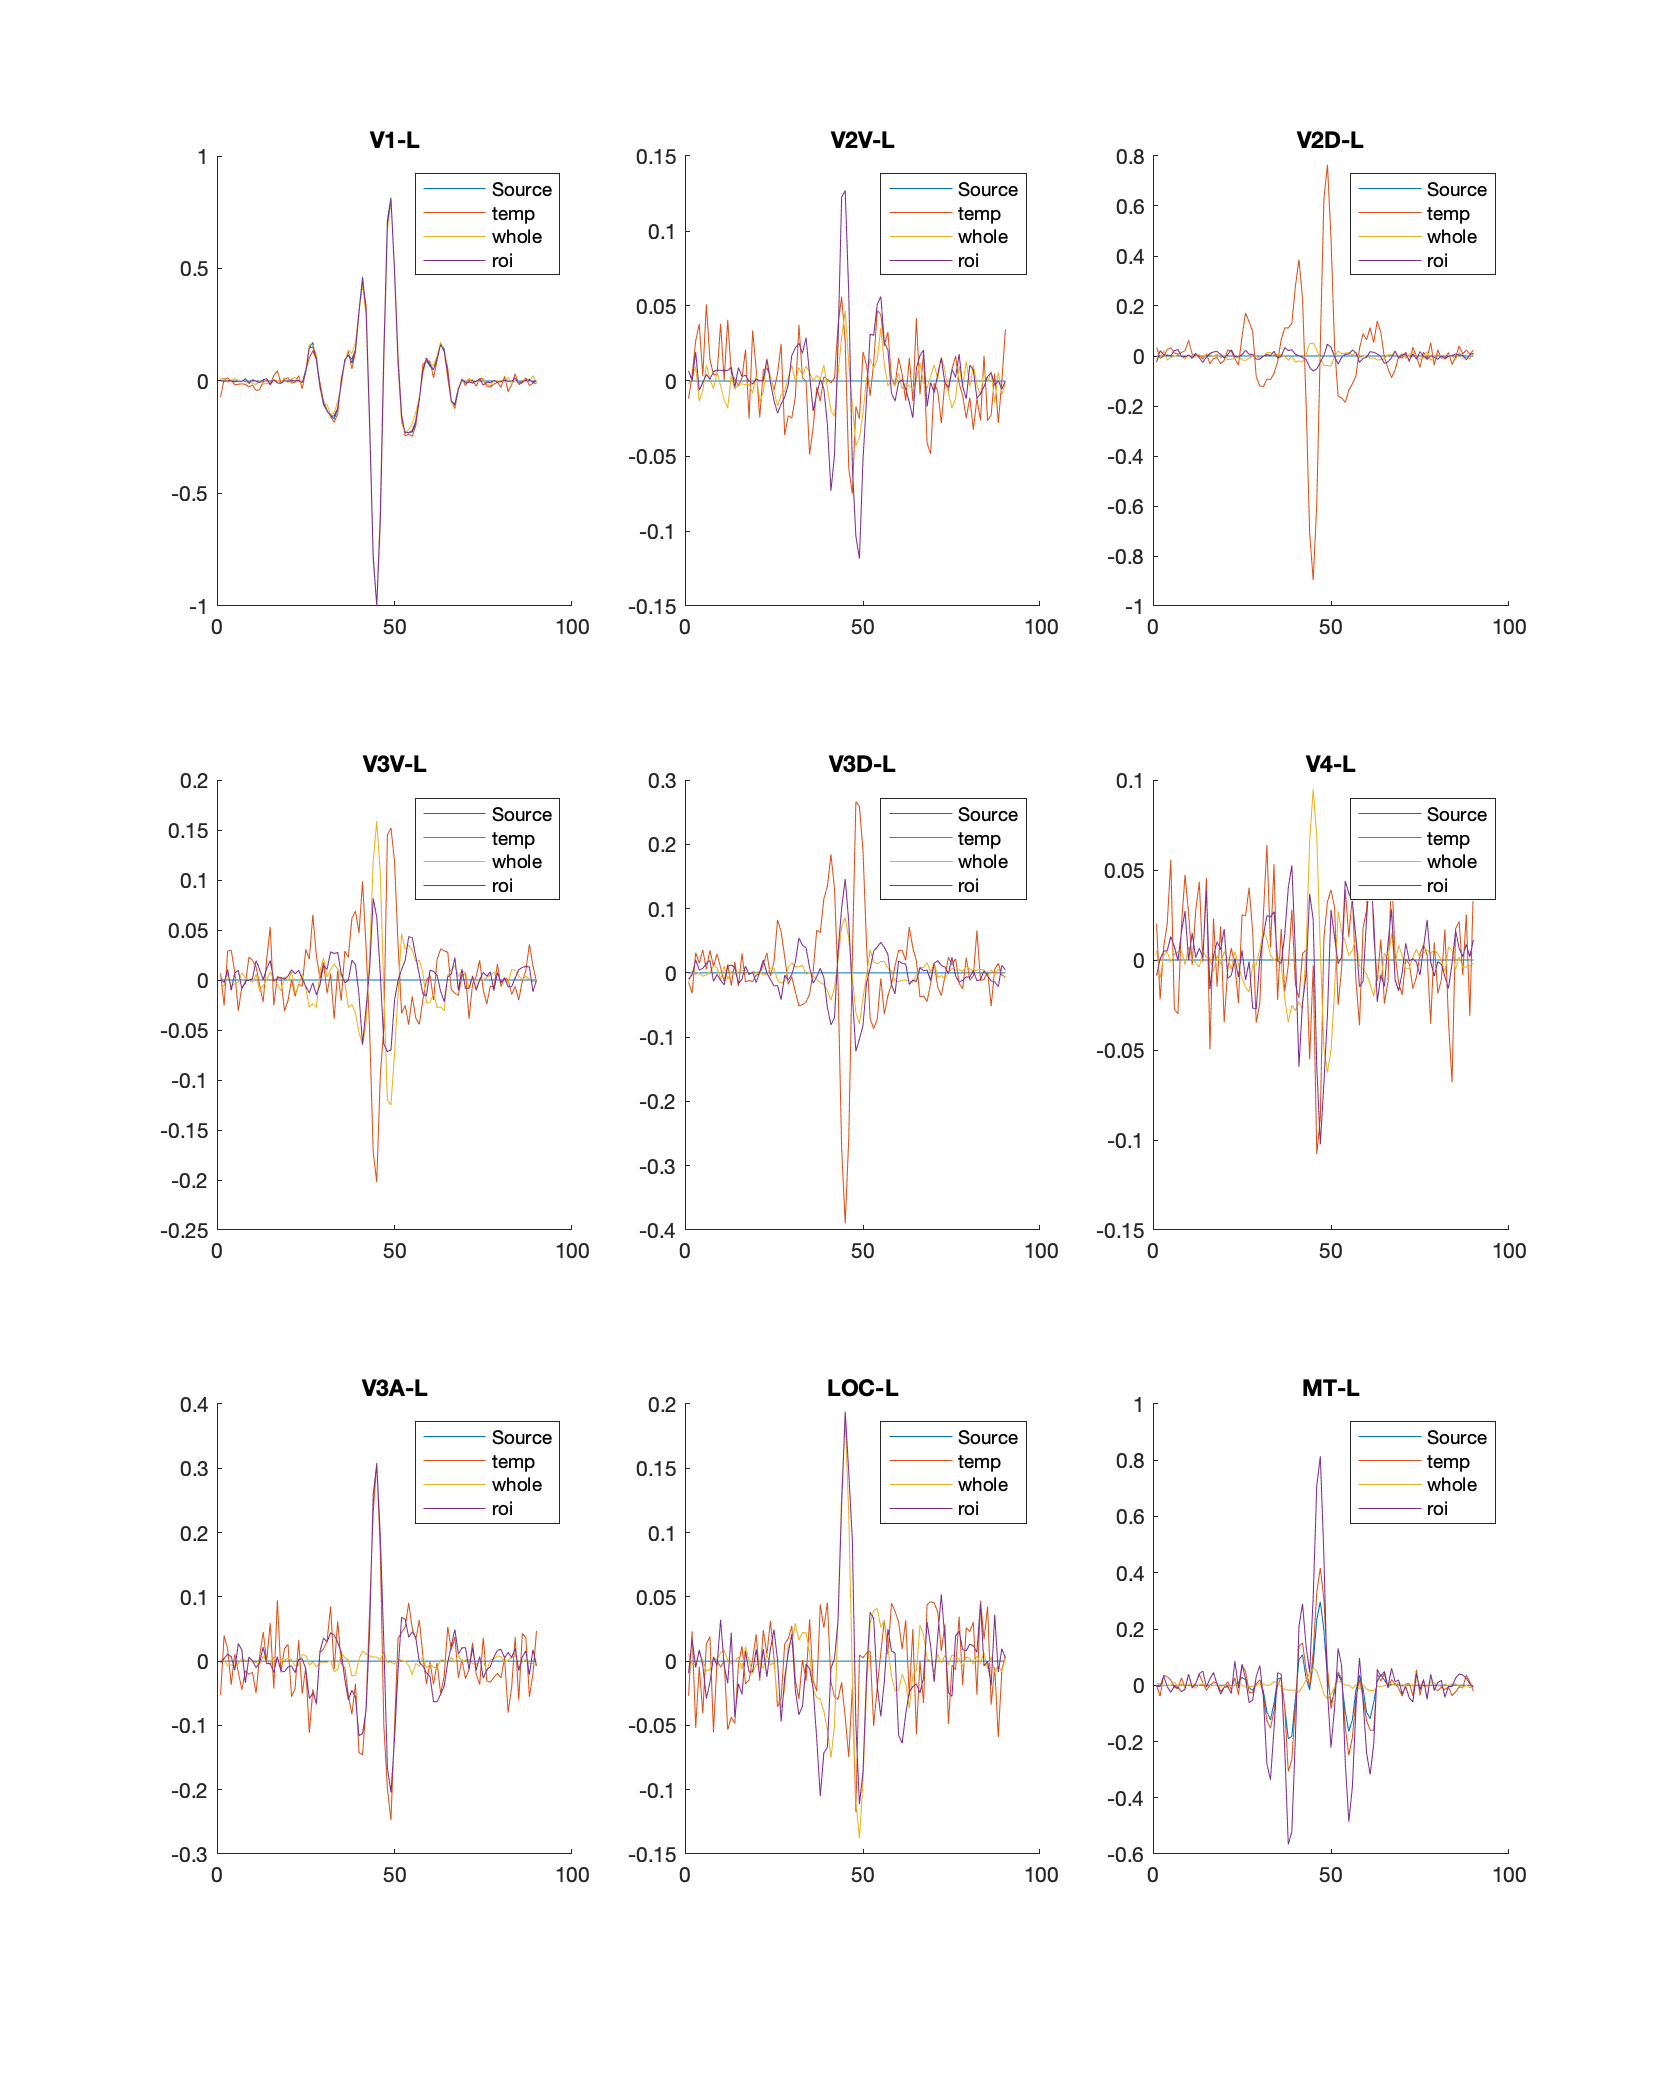 V1-L
1
0.5
0
-0.5
-1
0 50 100
Source
temp
whole
roi
V2V-L
0.15
0.1
0.05
0
-0.05
-0.1
-0.15
0 50 100
Source
temp
whole
roi
V2D-L
0.8
0.6
0.4
0.2
0
-0.2
-0.4
-0.6
-0.8
-1
0 50 100
Source
temp
whole
roi
V3V-L
0.2
0.15
0.1
0.05
0
-0.05
-0.1
-0.15
-0.2
-0.25
0 50 100
Source
temp
whole
roi
V3D-L
0.3
0.2
0.1
0
-0.1
-0.2
-0.3
-0.4
0 50 100
Source
temp
whole
roi
V4-L
0.1
0.05
0
-0.05
-0.1
-0.15
0 50 100
Source
temp
whole
roi
V3A-L
0.4
0.3
0.2
0.1
0
-0.1
-0.2
-0.3
0 50 100
Source
temp
whole
roi
LOC-L
0.2
0.15
0.1
0.05
0
-0.05
-0.1
-0.15
0 50 100
Source
temp
whole
roi
MT-L
1
0.8
0.6
0.4
0.2
0
-0.2
-0.4
-0.6
0 50 100
Source
temp
whole
roi